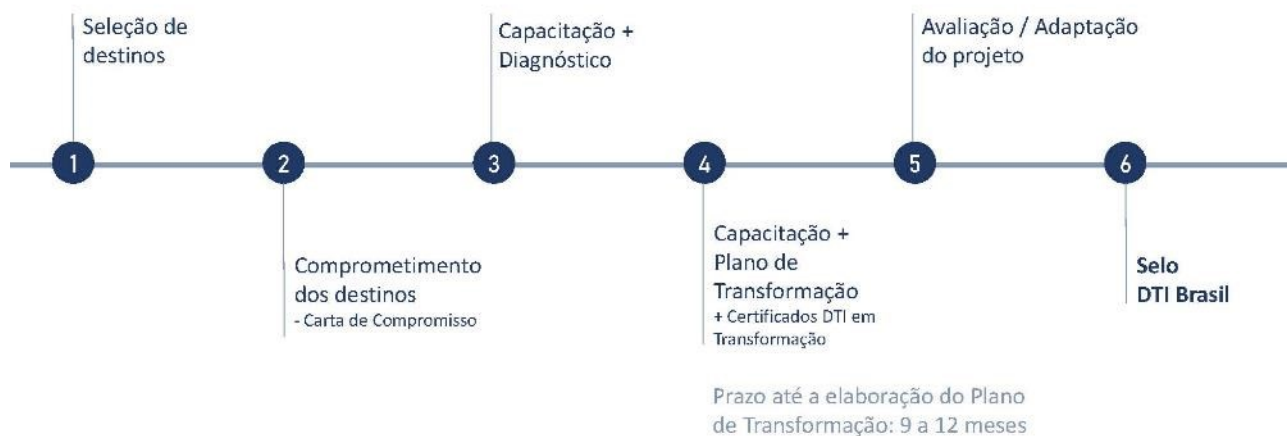 1
Seleção de
destinos
2
Comprometimento
dos destinos
- Carta de Compromisso
3
Capacitação +
Diagnóstico
4
Capacitação +
Plano de
Transformação
+ Certificados DTI em
Transformação
Prazo até a elaboração do Plano
de Transformação: 9 a 12 meses
5
Avaliação / Adaptação
do projeto
6
Selo
DTI Brasil